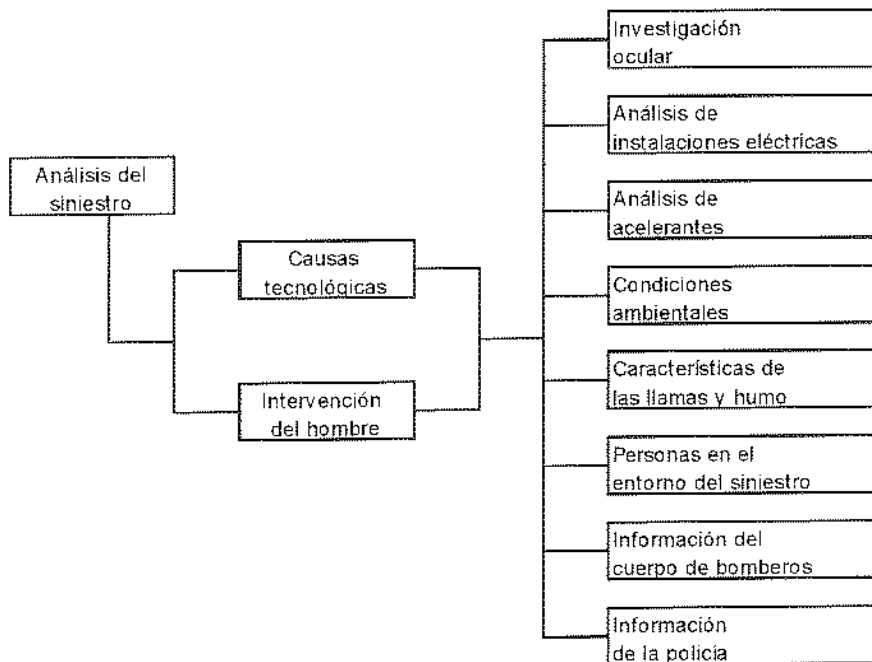 Análisis del
siniestro
Causas
tecnológicas
Intervención
del hombre
Investigación
ocular
Análisis de
instalaciones eléctricas
Análisis de
acelerantes
Condiciones
ambientales
Características de
las llamas y humo
Personas en el
entorno del siniestro
Información del
cuerpo de bomberos
Información
de la policía